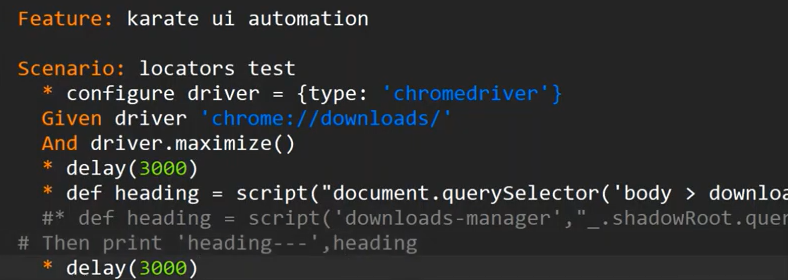 Feature: karate ui automation
Scenario: locators test
* configure driver = {type: 'chromedriver'}
Given driver 'chrome://downloads/'
And driver.maximize()
* delay(3000)
* def heading = script("document.querySelector('body > downloa
#* def heading = script('downloads-manager',"_.shadowRoot.quer
# Then print 'heading---',heading
* delay(3000)